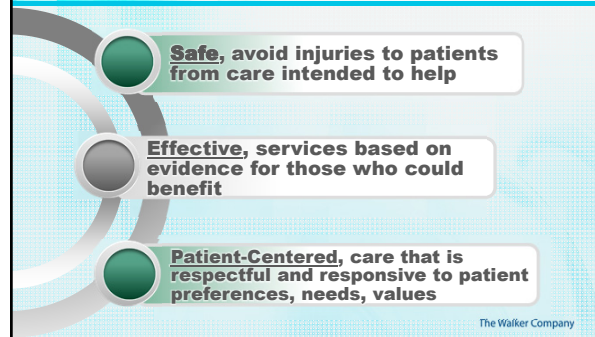 Safe, avoid injuries to patients
from care intended to help
Effective, services based on
evidence for those who could
benefit
Patient-Centered, care that is
respectful and responsive to patient
preferences, needs, values
The Walker Company